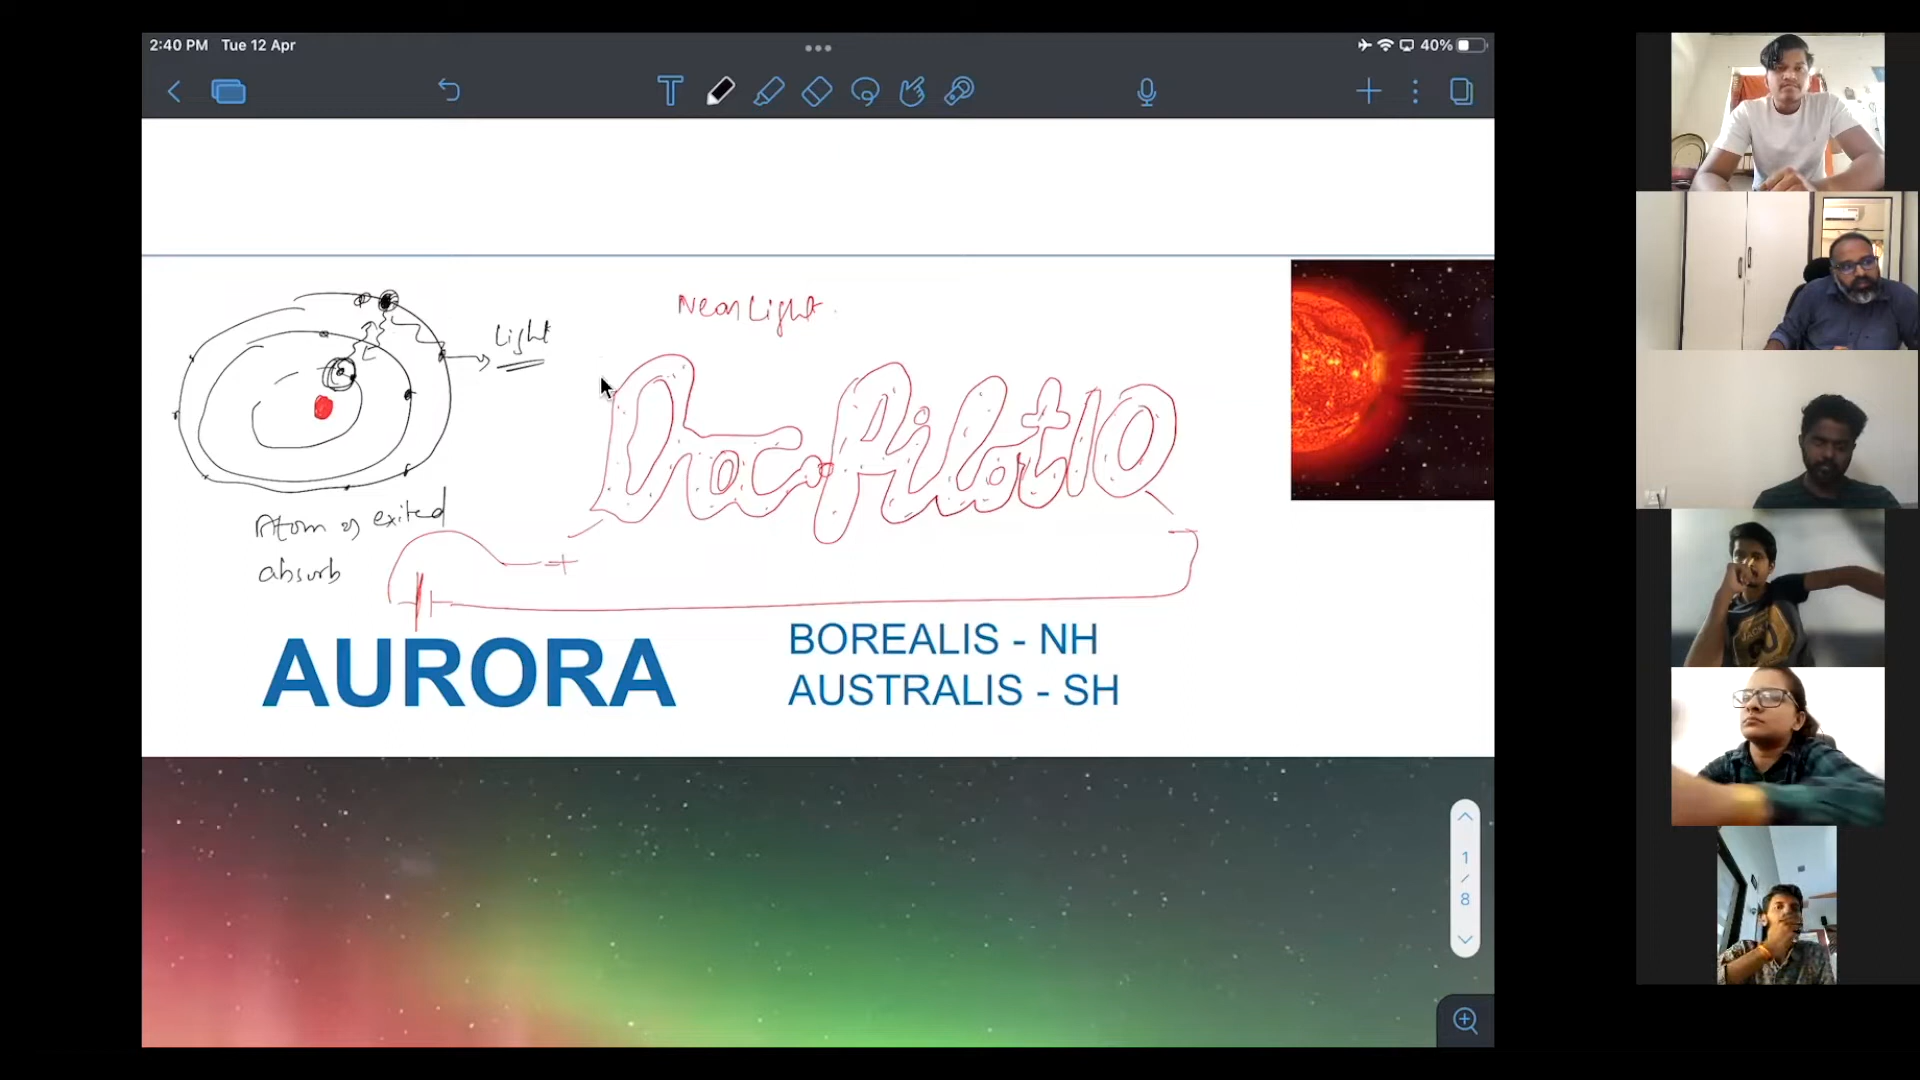 2:40 PM Tue 12 Apr
40%
Neon Light
Light
Atom is exited
absorb
AURORA
BOREALIS - NH
AUSTRALIS - SH
1
/
8